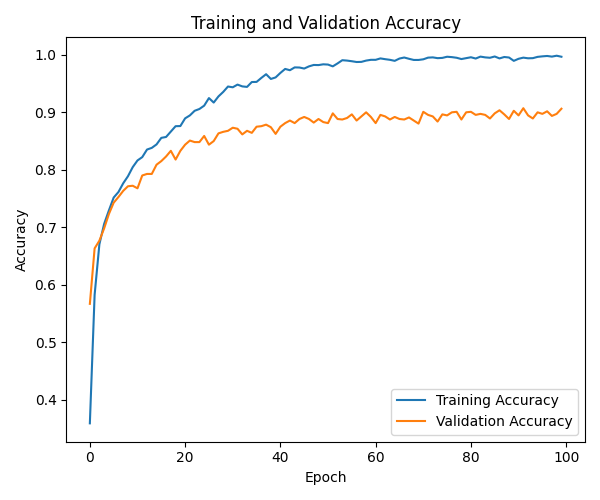 Training and Validation Accuracy
1.0
0.9
0.8
0.7
0.6
0.5
0.4
Accuracy
Training Accuracy
Validation Accuracy
0 20 40 60 80 100
Epoch